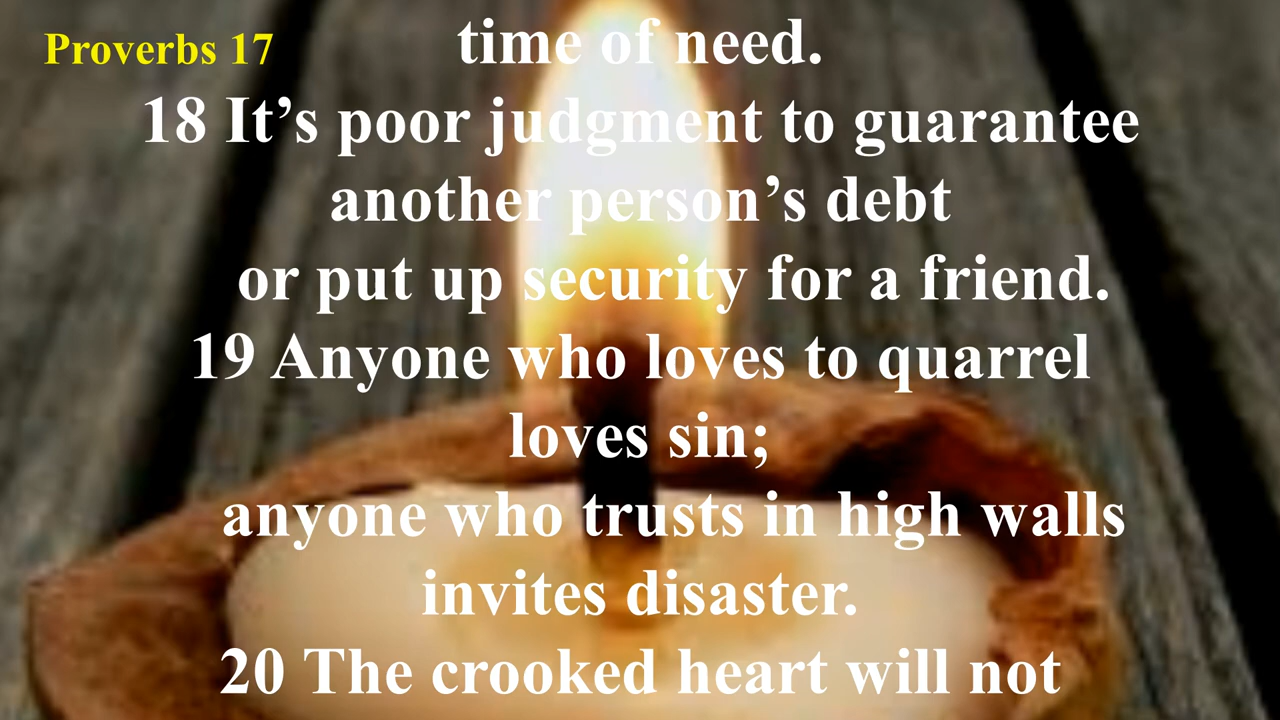 Proverbs 17
time of need.
18 It’s poor judgment to guarantee
another person’s debt
or put up security for a friend.
19 Anyone who loves to quarrel
loves sin;
anyone who trusts in high walls
invites disaster.
20 The crooked heart will not